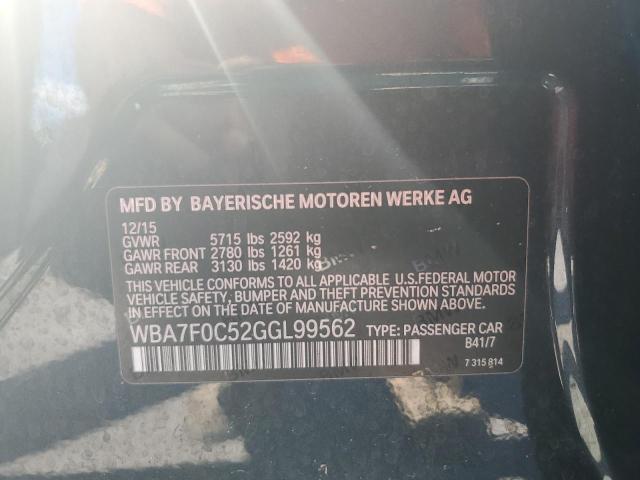 MFD BY BAYERISCHE MOTOREN WERKE AG
12/15
GVWR 5715 lbs 2592 kg
GAWR FRONT 2780 lbs 1261 kg
GAWR REAR 3130 lbs 1420 kg
THIS VEHICLE CONFORMS TO ALL APPLICABLE U.S.FEDERAL MOTOR
VEHICLE SAFETY, BUMPER AND THEFT PREVENTION STANDARDS
IN EFFECT ON THE DATE OF MANUFACTURE SHOWN ABOVE.
WBA7F0C52GGL99562 TYPE: PASSENGER CAR
B41/7
7 315 814